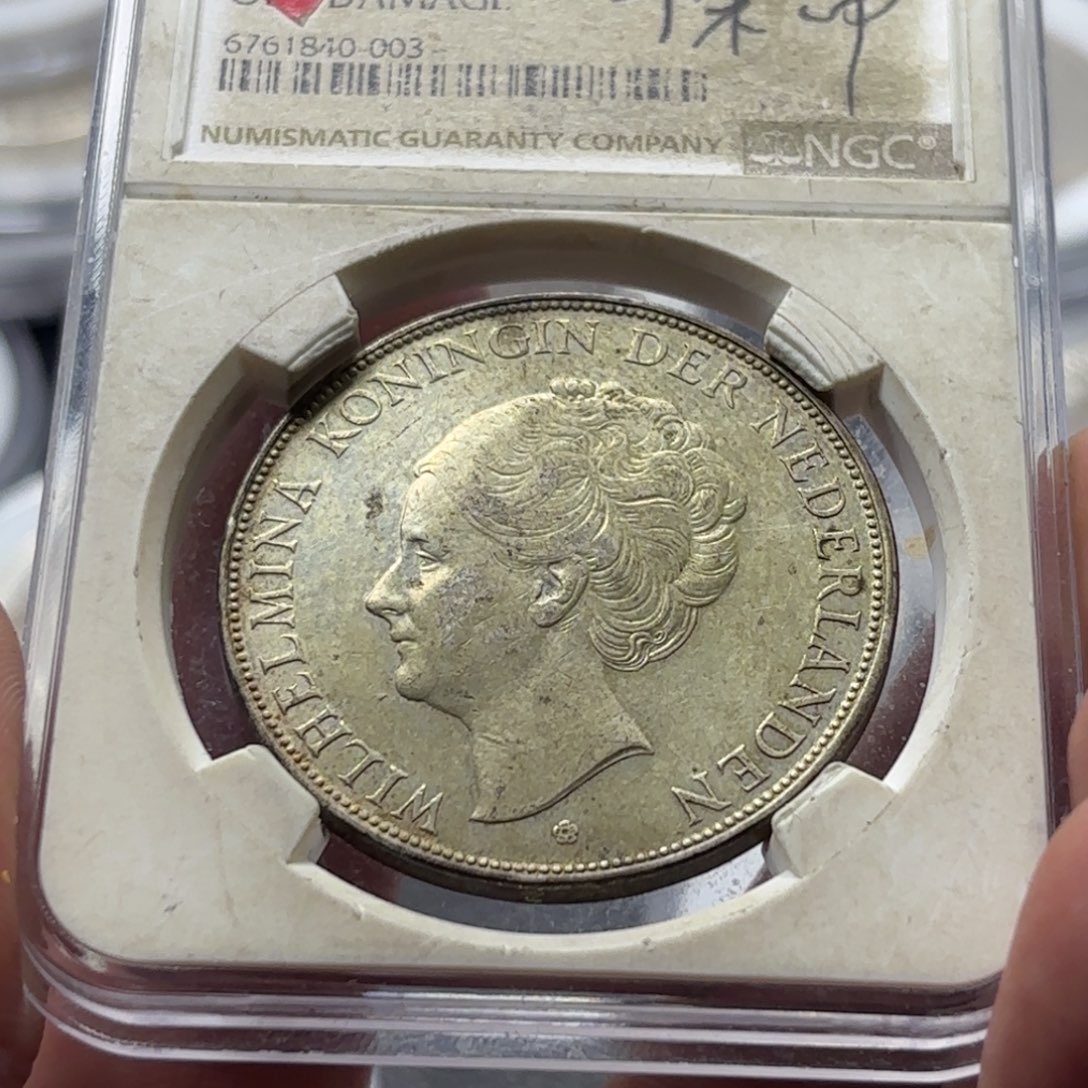 DAMAGE
6761840-003
NUMISMATIC GUARANTY COMPANY NGC®
WILHELMINA KONINGIN DER NEDERLANDEN